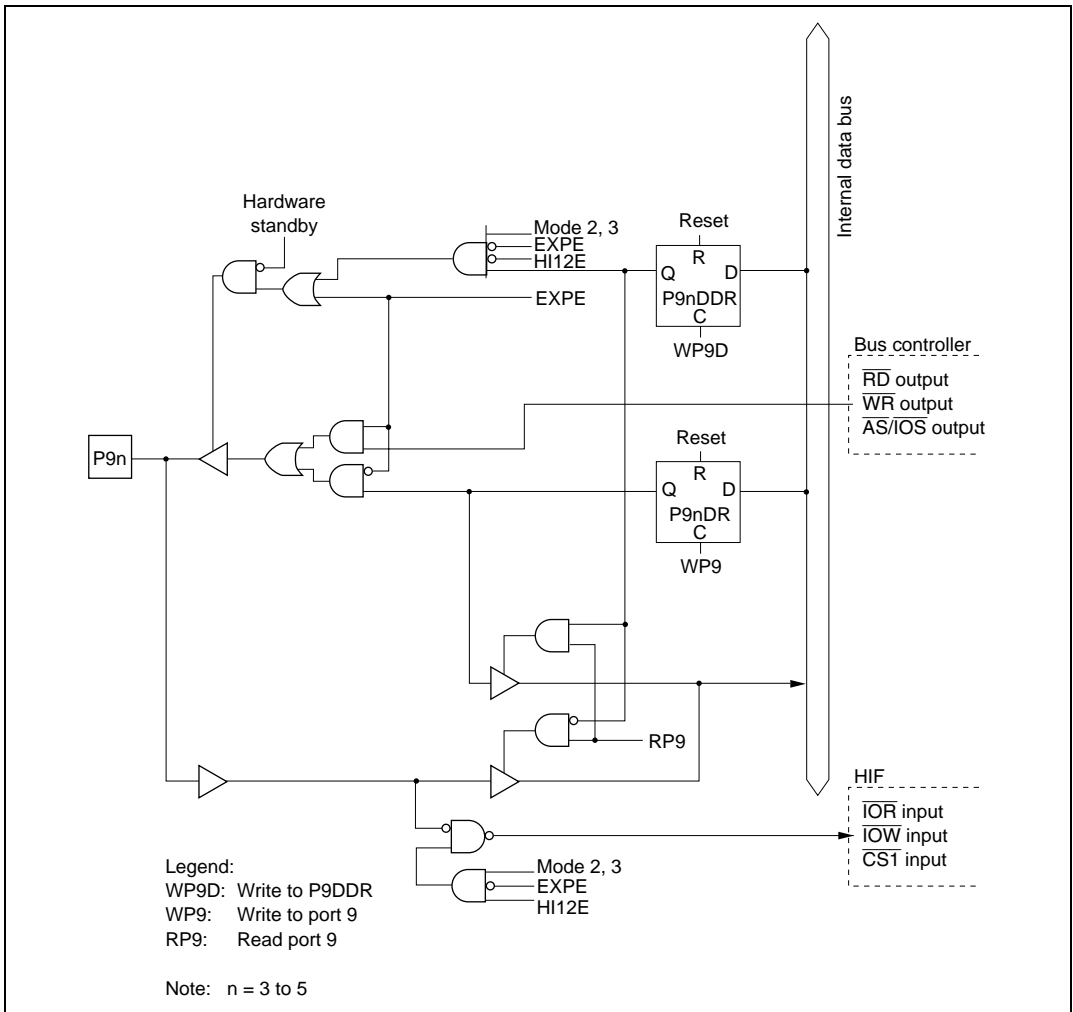 Internal data bus
Hardware
standby
Mode 2, 3
EXPE
HI12E
EXPE
Reset
R
Q D
P9nDDR
C
WP9D
Bus controller
RD output
WR output
AS/IOS output
P9n
Reset
R
Q D
P9nDR
C
WP9
RP9
HIF
IOR input
IOW input
CS1 input
Mode 2, 3
EXPE
HI12E
Legend:
WP9D: Write to P9DDR
WP9: Write to port 9
RP9: Read port 9
Note: n = 3 to 5